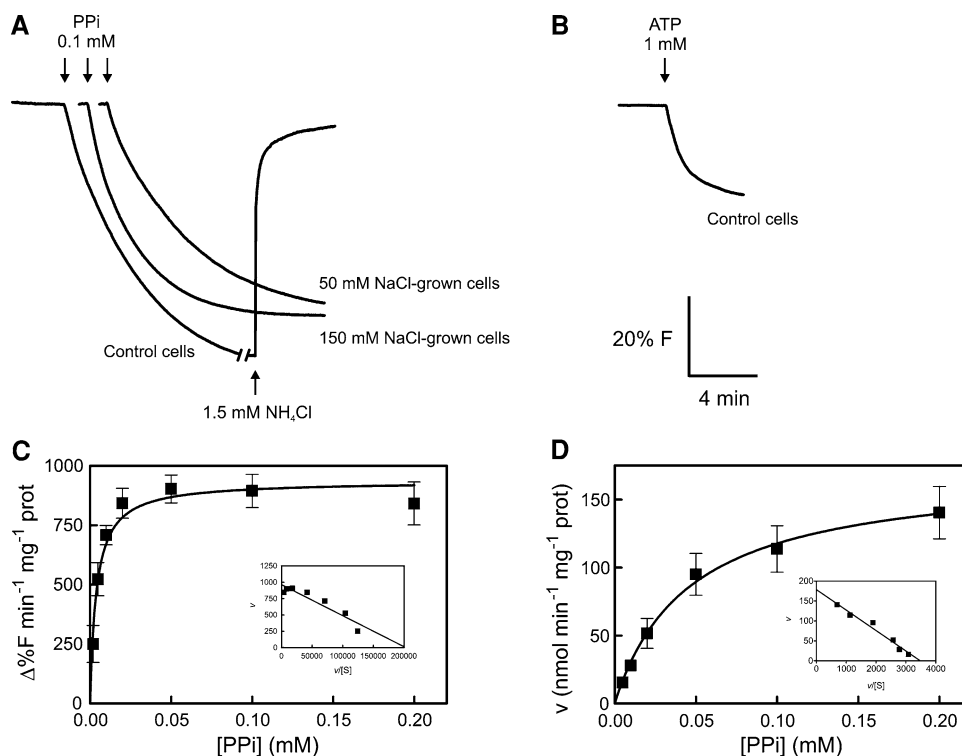 A
PPi
0.1 mM
50 mM NaCl-grown cells
150 mM NaCl-grown cells
Control cells
1.5 mM NH₄Cl
B
ATP
1 mM
Control cells
20% F
4 min
C
Δ%F min⁻¹ mg⁻¹ prot
1000
750
500
250
0
0.00 0.05 0.10 0.15 0.20
[PPi] (mM)
v
1250
1000
750
500
250
0
0 50000 100000 150000 200000
v/[S]
D
v (nmol min⁻¹ mg⁻¹ prot)
150
100
50
0
0.00 0.05 0.10 0.15 0.20
[PPi] (mM)
v
200
150
100
50
0
0 1000 2000 3000 4000
v/[S]